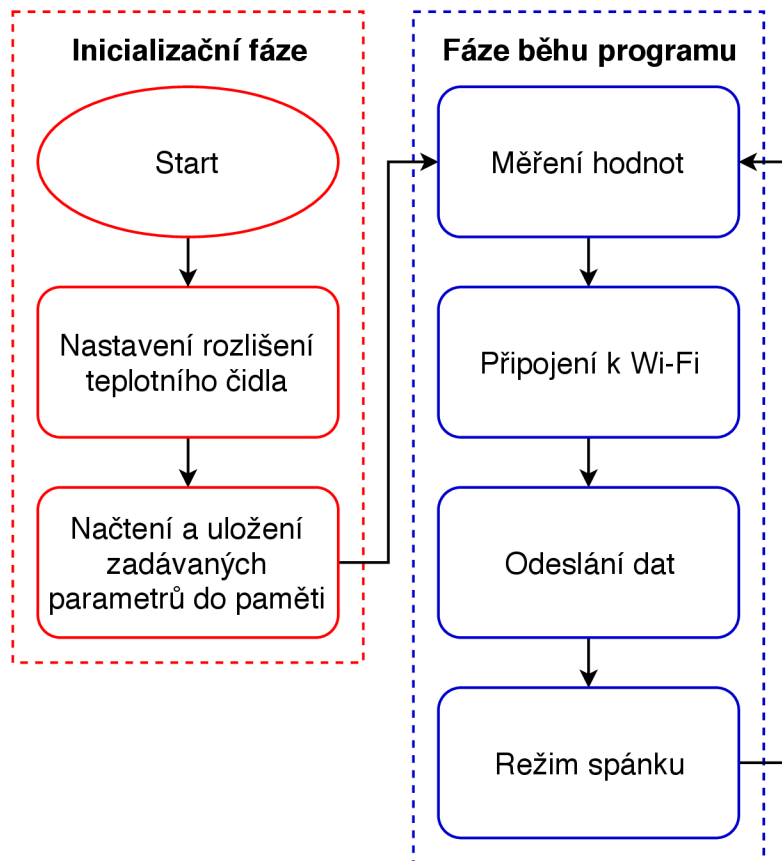 Inicializační fáze
Start
Nastavení rozlišení
teplotního čidla
Načtení a uložení
zadávaných
parametrů do paměti
Fáze běhu programu
Měření hodnot
Připojení k Wi-Fi
Odeslání dat
Režim spánku